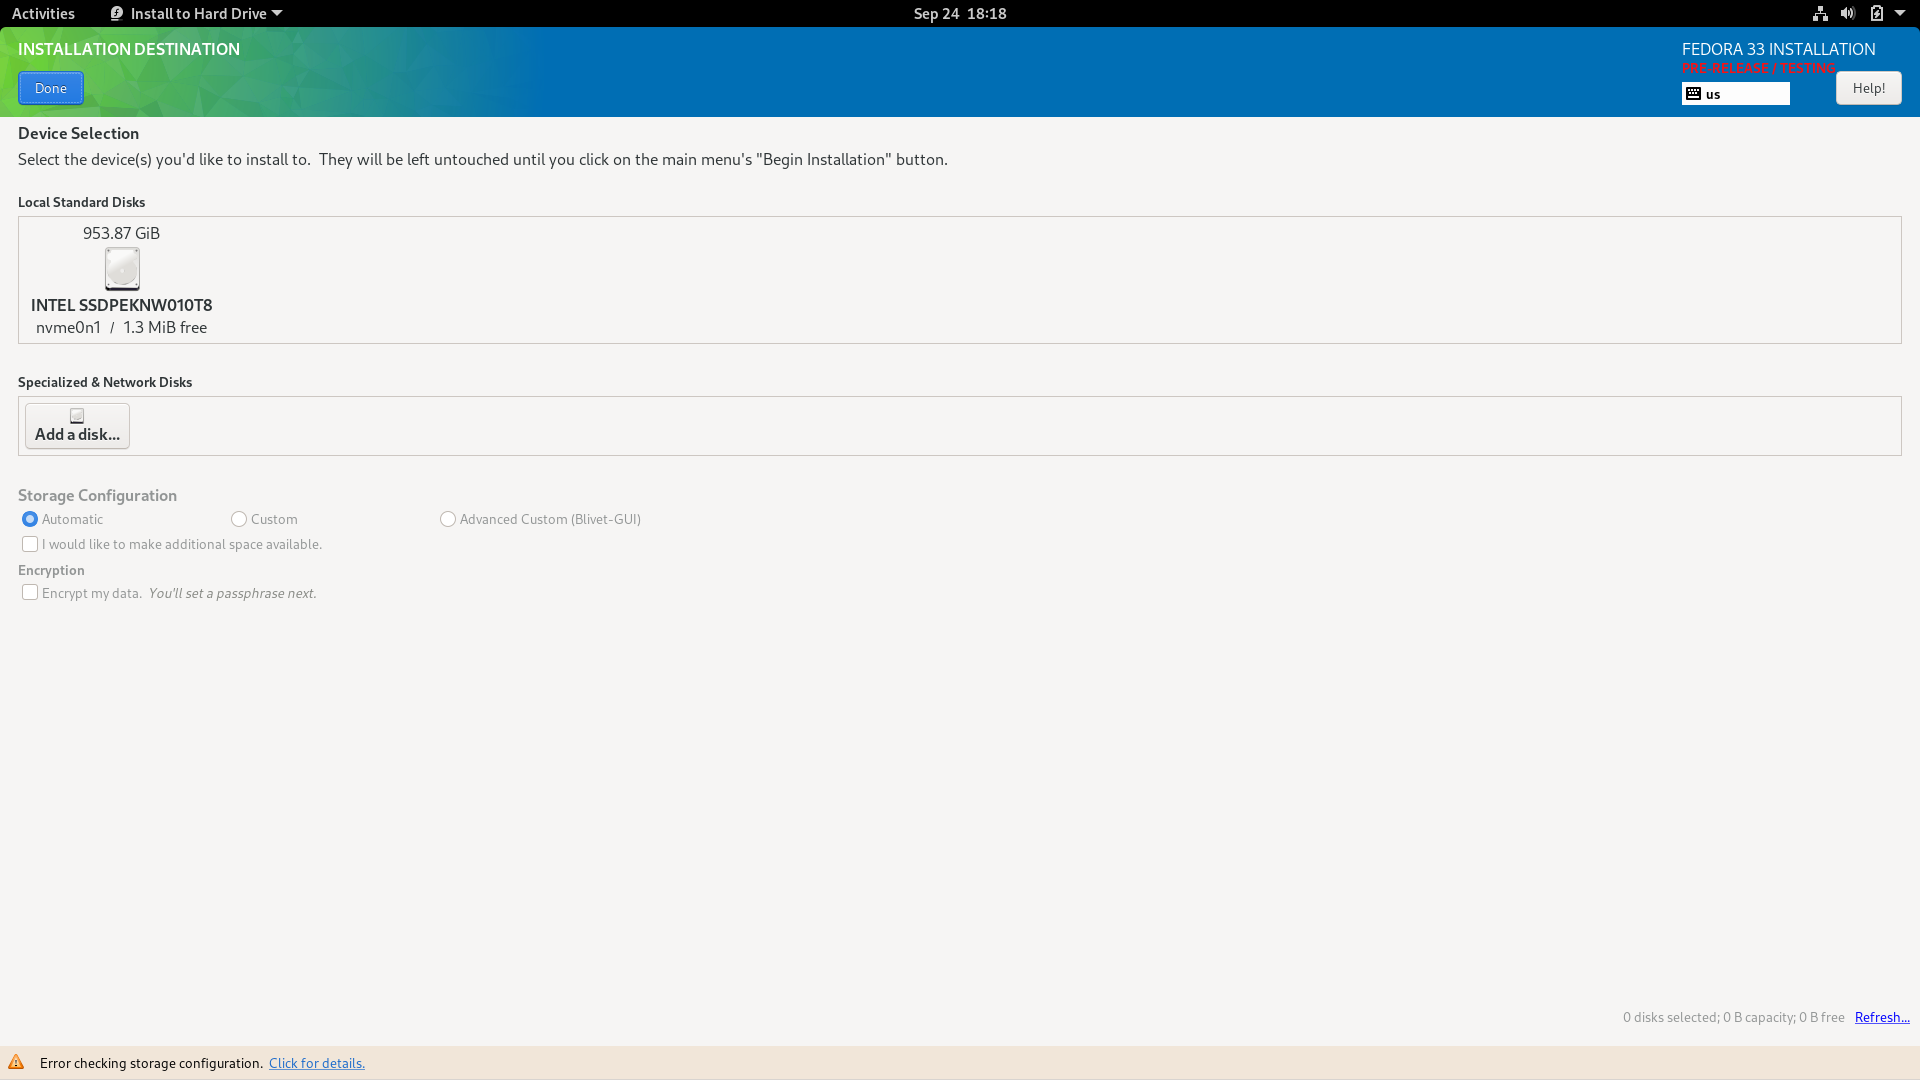 Activities Install to Hard Drive Sep 24 18:18
INSTALLATION DESTINATION
FEDORA 33 INSTALLATION
PRE-RELEASE / TESTING
Done
us
Help!
Device Selection
Select the device(s) you'd like to install to. They will be left untouched until you click on the main menu's "Begin Installation" button.
Local Standard Disks
953.87 GiB
INTEL SSDPEKNW010T8
nvme0n1 / 1.3 MiB free
Specialized & Network Disks
Add a disk...
Storage Configuration
Automatic Custom Advanced Custom (Blivet-GUI)
I would like to make additional space available.
Encryption
Encrypt my data. You'll set a passphrase next.
0 disks selected; 0 B capacity; 0 B free Refresh...
Error checking storage configuration. Click for details.